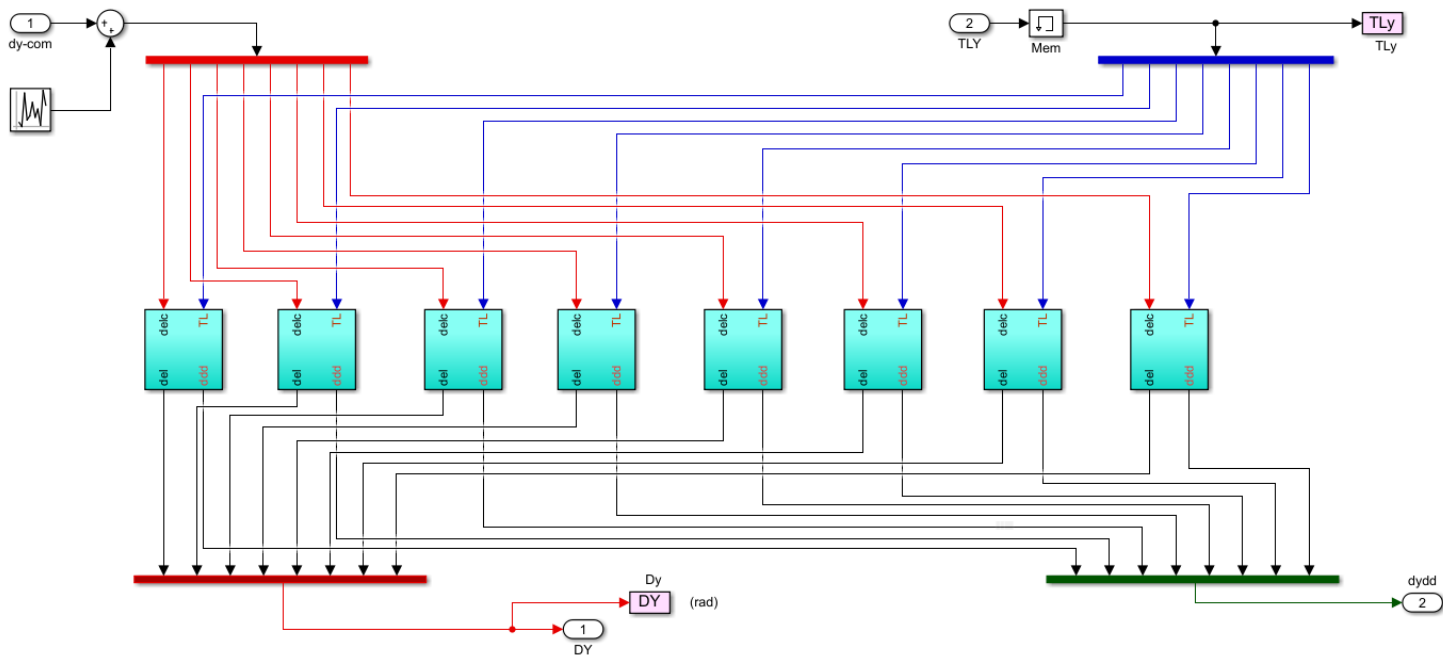 1
dy-com
+
+
2
TLY
Mem
TLy
TLy
delc TL
delc TL
delc TL
delc TL
delc TL
delc TL
delc TL
delc TL
del ddd
del ddd
del ddd
del ddd
del ddd
del ddd
del ddd
del ddd
Dy
DY (rad)
1
DY
dydd
2